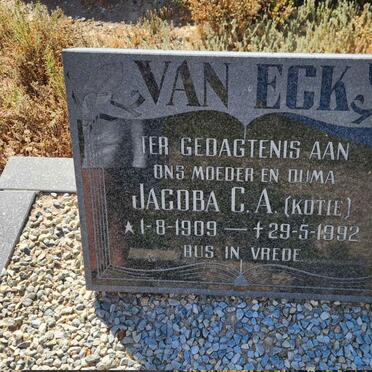 VAN ECK
TER GEDAGTENIS AAN
ONS MOEDER EN OUMA
JACOBA C.A. (KOTIE)
★1-8-1909 — †29-5-1992
RUS IN VREDE